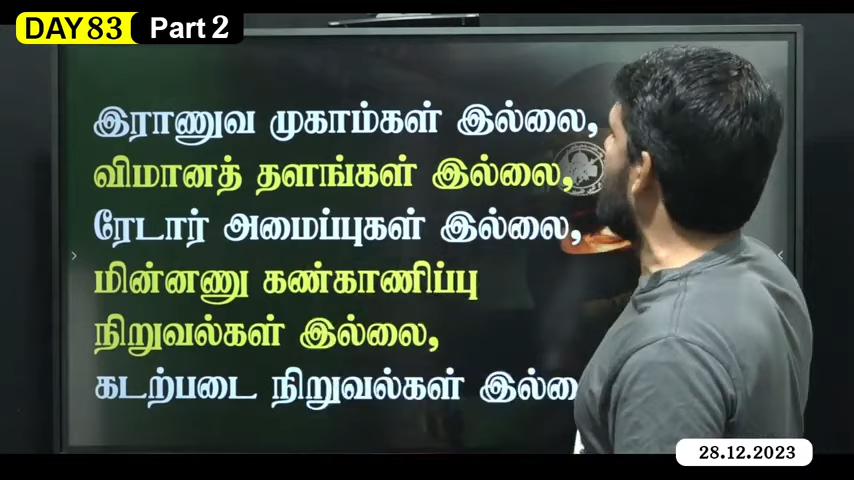 DAY 83 Part 2
இராணுவ முகாம்கள் இல்லை,
விமானத் தளங்கள் இல்லை,
ரேடார் அமைப்புகள் இல்லை,
மின்னணு கண்காணிப்பு
நிறுவல்கள் இல்லை,
கடற்படை நிறுவல்கள்
28.12.2023